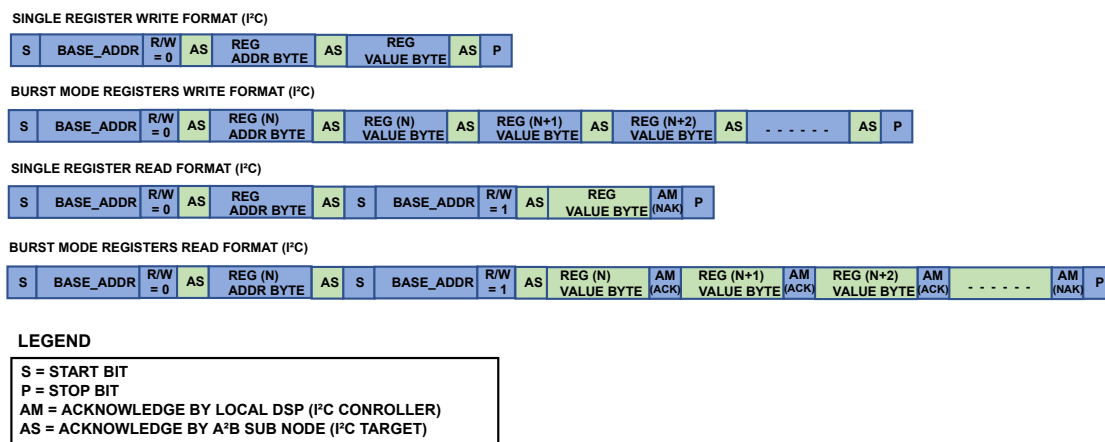 SINGLE REGISTER WRITE FORMAT (I²C)
S BASE_ADDR R/W = 0 AS REG ADDR BYTE AS REG VALUE BYTE AS P
BURST MODE REGISTERS WRITE FORMAT (I²C)
S BASE_ADDR R/W = 0 AS REG (N) ADDR BYTE AS REG (N) VALUE BYTE AS REG (N+1) VALUE BYTE AS REG (N+2) VALUE BYTE AS - - - - - - AS P
SINGLE REGISTER READ FORMAT (I²C)
S BASE_ADDR R/W = 0 AS REG ADDR BYTE AS S BASE_ADDR R/W = 1 AS REG VALUE BYTE AM (NAK) P
BURST MODE REGISTERS READ FORMAT (I²C)
S BASE_ADDR R/W = 0 AS REG (N) ADDR BYTE AS S BASE_ADDR R/W = 1 AS REG (N) VALUE BYTE AM (ACK) REG (N+1) VALUE BYTE AM (ACK) REG (N+2) VALUE BYTE AM (ACK) - - - - - - AM (NAK) P
LEGEND
S = START BIT
P = STOP BIT
AM = ACKNOWLEDGE BY LOCAL DSP (I²C CONROLLER)
AS = ACKNOWLEDGE BY A²B SUB NODE (I²C TARGET)